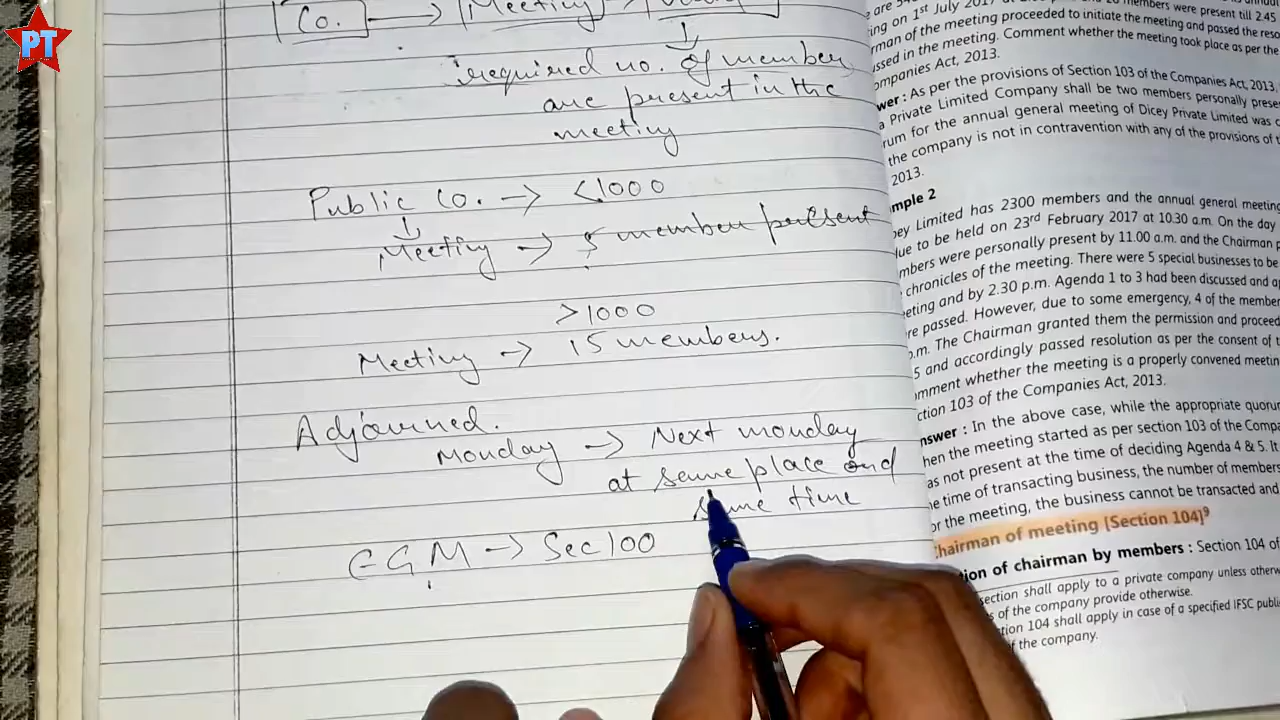 PT
Co. → Meeting →
required no. of member
are present in the
meeting
Public Co. → <1000
Meeting → 5 member present
>1000
Meeting → 15 members.
Adjourned.
Monday → Next monday
at same place and
same time
EGM → Sec 100
members were present till 2.45
ing on 1st July 2017 at
rman of the meeting proceeded to initiate the meeting and passed the reso
ssed in the meeting. Comment whether the meeting took place as per the
ompanies Act, 2013.
wer : As per the provisions of Section 103 of the Companies Act, 2013,
a Private Limited Company shall be two members personally prese
rum for the annual general meeting of Dicey Private Limited was c
the company is not in contravention with any of the provisions of t
2013.
mple 2
ey Limited has 2300 members and the annual general meeting
due to be held on 23rd February 2017 at 10.30 a.m. On the day
mbers were personally present by 11.00 a.m. and the Chairman p
chronicles of the meeting. There were 5 special businesses to be
eting and by 2.30 p.m. Agenda 1 to 3 had been discussed and a
re passed. However, due to some emergency, 4 of the member
p.m. The Chairman granted them the permission and proceed
5 and accordingly passed resolution as per the consent of t
omment whether the meeting is a properly convened meetin
ction 103 of the Companies Act, 2013.
nswer : In the above case, while the appropriate quoru
hen the meeting started as per section 103 of the Compa
as not present at the time of deciding Agenda 4 & 5. It
e time of transacting business, the number of members
or the meeting, the business cannot be transacted and
hairman of meeting [Section 104]9
tion of chairman by members : Section 104 of
section shall apply to a private company unless otherw
s of the company provide otherwise.
tion 104 shall apply in case of a specified IFSC publi
of the company.